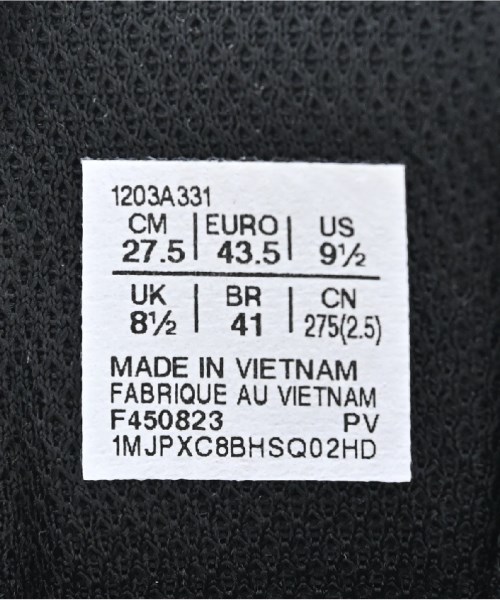 1203A331
CM | EURO | US
27.5 | 43.5 | 9½
UK | BR | CN
8½ | 41 | 275(2.5)
MADE IN VIETNAM
FABRIQUE AU VIETNAM
F450823 PV
1MJPXC8BHSQ02HD